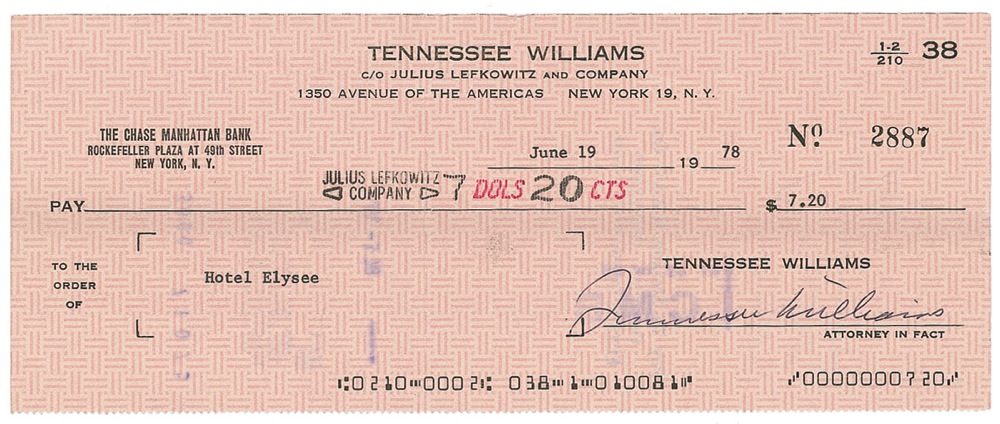 TENNESSEE WILLIAMS
C/O JULIUS LEFKOWITZ AND COMPANY
1350 AVENUE OF THE AMERICAS NEW YORK 19, N. Y.
1-2
210
38
THE CHASE MANHATTAN BANK
ROCKEFELLER PLAZA AT 49th STREET
NEW YORK, N. Y.
Nº 2887
June 19 19 78
JULIUS LEFKOWITZ
COMPANY
7 DOLS 20 CTS
PAY $ 7.20
TO THE
ORDER
OF
Hotel Elysee
TENNESSEE WILLIAMS
Tennessee Williams
ATTORNEY IN FACT
⑆0210⑉0002⑆ 038⑉1⑉010081⑈ ⑇0000000720⑇